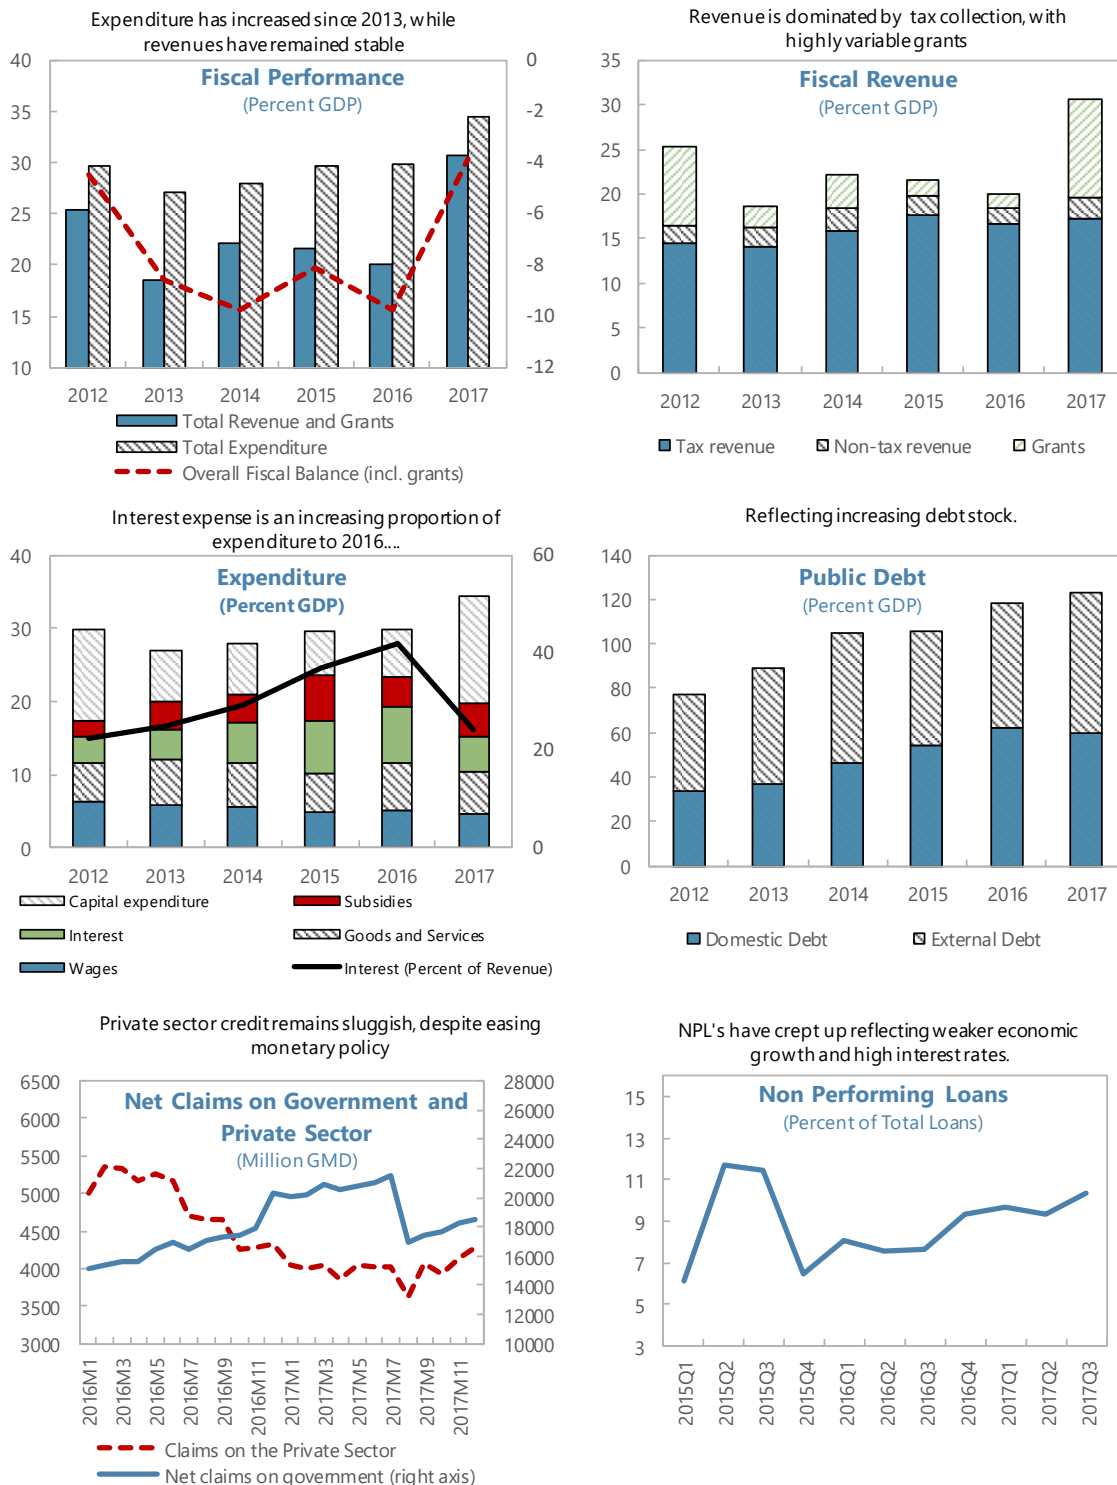 Expenditure has increased since 2013, while
revenues have remained stable
Fiscal Performance
(Percent GDP)
40
35
30
25
20
15
10
0
-2
-4
-6
-8
-10
-12
2012 2013 2014 2015 2016 2017
Total Revenue and Grants
Total Expenditure
Overall Fiscal Balance (incl. grants)
Revenue is dominated by tax collection, with
highly variable grants
Fiscal Revenue
(Percent GDP)
35
30
25
20
15
10
5
0
2012 2013 2014 2015 2016 2017
Tax revenue Non-tax revenue Grants
Interest expense is an increasing proportion of
expenditure to 2016....
Expenditure
(Percent GDP)
40
30
20
10
0
60
40
20
0
2012 2013 2014 2015 2016 2017
Capital expenditure Subsidies
Interest Goods and Services
Wages Interest (Percent of Revenue)
Reflecting increasing debt stock.
Public Debt
(Percent GDP)
140
120
100
80
60
40
20
0
2012 2013 2014 2015 2016 2017
Domestic Debt External Debt
Private sector credit remains sluggish, despite easing
monetary policy
Net Claims on Government and
Private Sector
(Million GMD)
6500
6000
5500
5000
4500
4000
3500
3000
28000
26000
24000
22000
20000
18000
16000
14000
12000
10000
2016M1 2016M3 2016M5 2016M7 2016M9 2016M11 2017M1 2017M3 2017M5 2017M7 2017M9 2017M11
Claims on the Private Sector
Net claims on government (right axis)
NPL's have crept up reflecting weaker economic
growth and high interest rates.
Non Performing Loans
(Percent of Total Loans)
15
13
11
9
7
5
3
2015Q1 2015Q2 2015Q3 2015Q4 2016Q1 2016Q2 2016Q3 2016Q4 2017Q1 2017Q2 2017Q3